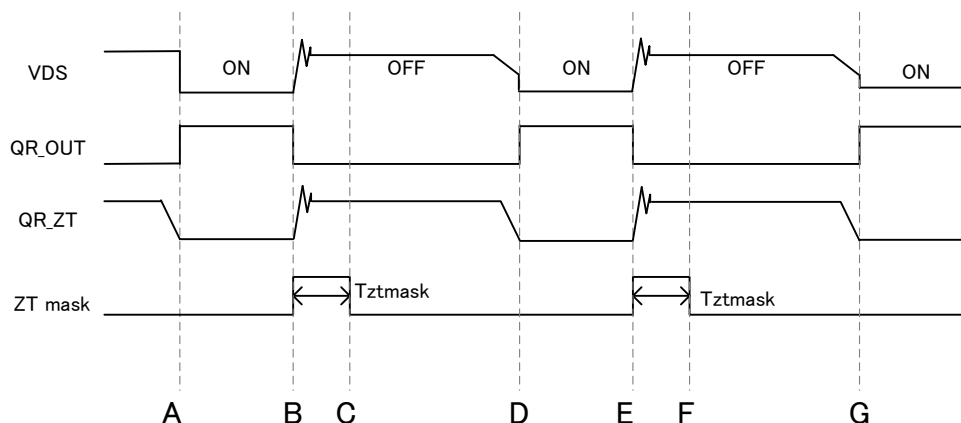 VDS
ON
OFF
ON
OFF
ON
QR_OUT
QR_ZT
ZT mask
Tztmask
Tztmask
A
B
C
D
E
F
G